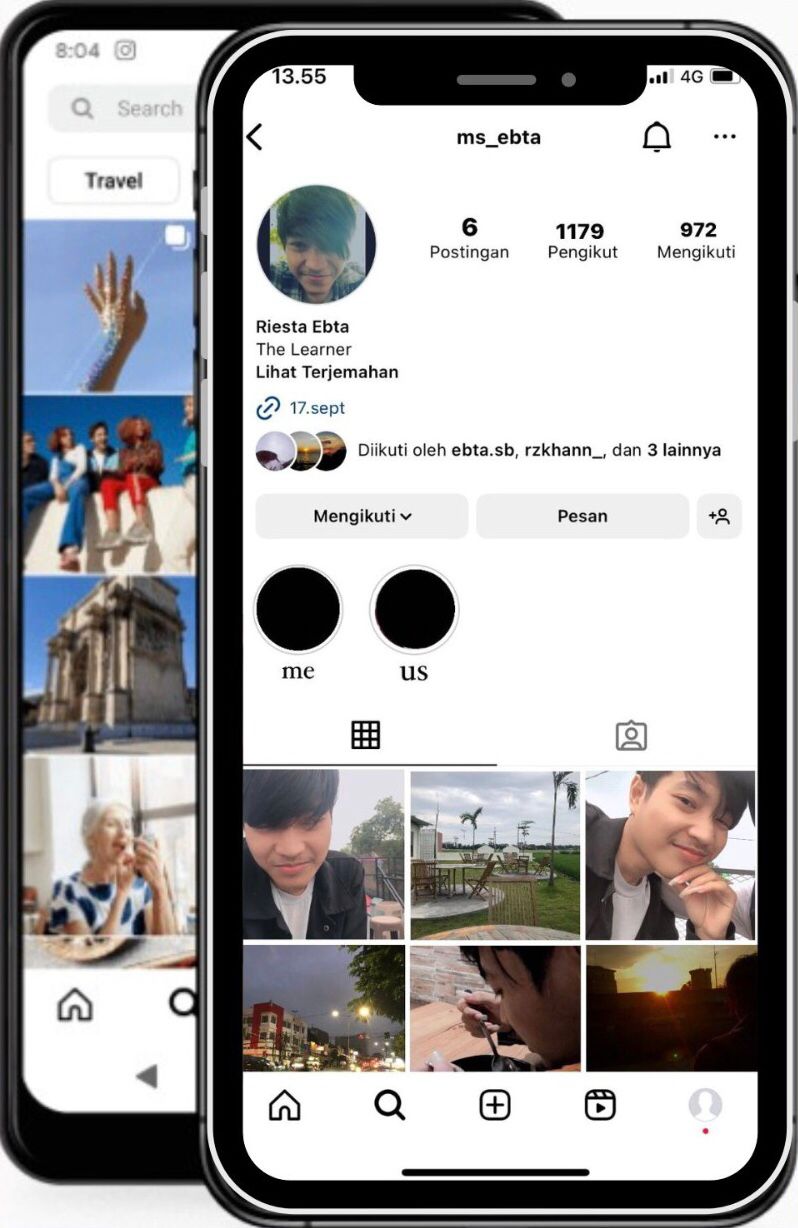 8:04
Search
Travel
13.55
4G
ms_ebta
6
1179
972
Postingan
Pengikut
Mengikuti
Riesta Ebta
The Learner
Lihat Terjemahan
17.sept
Diikuti oleh ebta.sb, rzkhann_, dan 3 lainnya
Mengikuti
Pesan
me
us